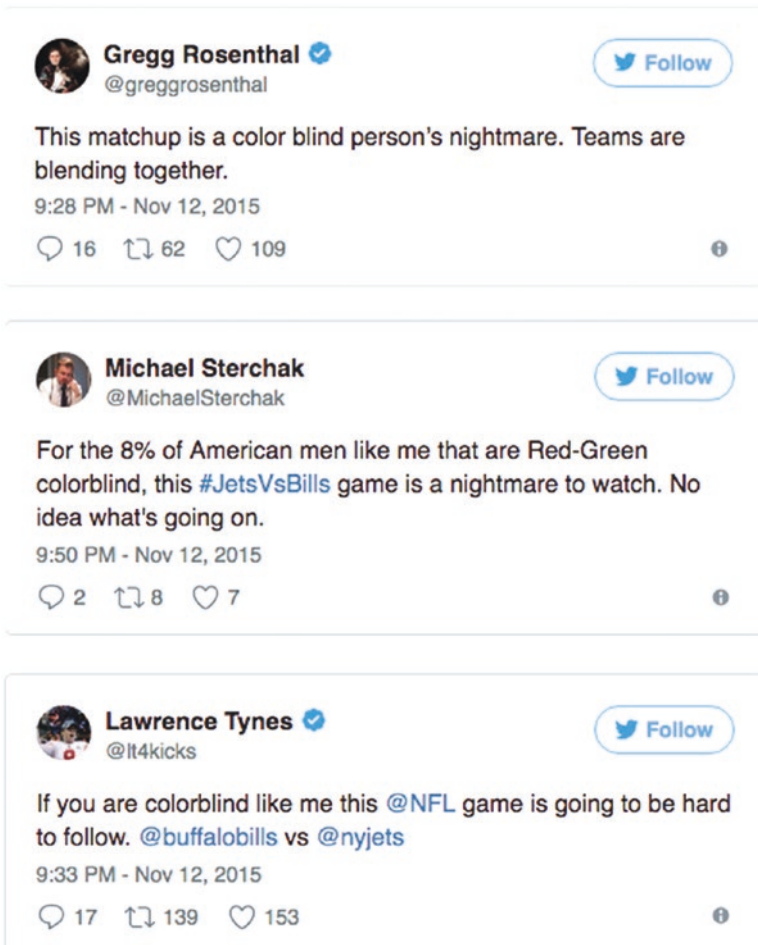 Gregg Rosenthal
Follow
@greggrosenthal
This matchup is a color blind person's nightmare. Teams are
blending together.
9:28 PM - Nov 12, 2015
16 62 109
Michael Sterchak
Follow
@MichaelSterchak
For the 8% of American men like me that are Red-Green
colorblind, this #JetsVsBills game is a nightmare to watch. No
idea what's going on.
9:50 PM - Nov 12, 2015
2 8 7
Lawrence Tynes
Follow
@lt4kicks
If you are colorblind like me this @NFL game is going to be hard
to follow. @buffalobills vs @nyjets
9:33 PM - Nov 12, 2015
17 139 153